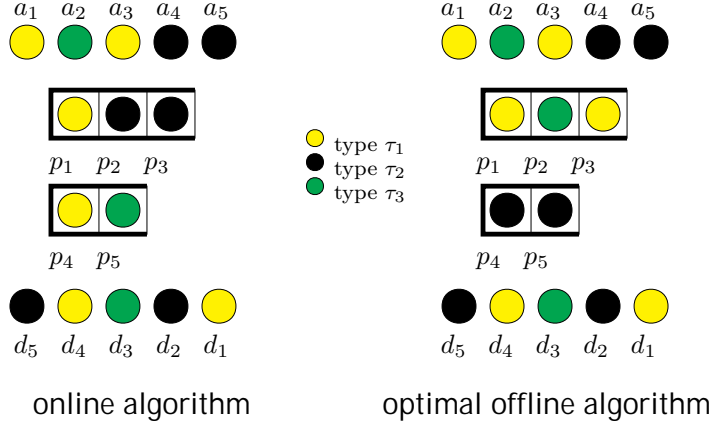 a1 a2 a3 a4 a5
p1 p2 p3
p4 p5
d5 d4 d3 d2 d1
online algorithm
type τ1
type τ2
type τ3
a1 a2 a3 a4 a5
p1 p2 p3
p4 p5
d5 d4 d3 d2 d1
optimal offline algorithm